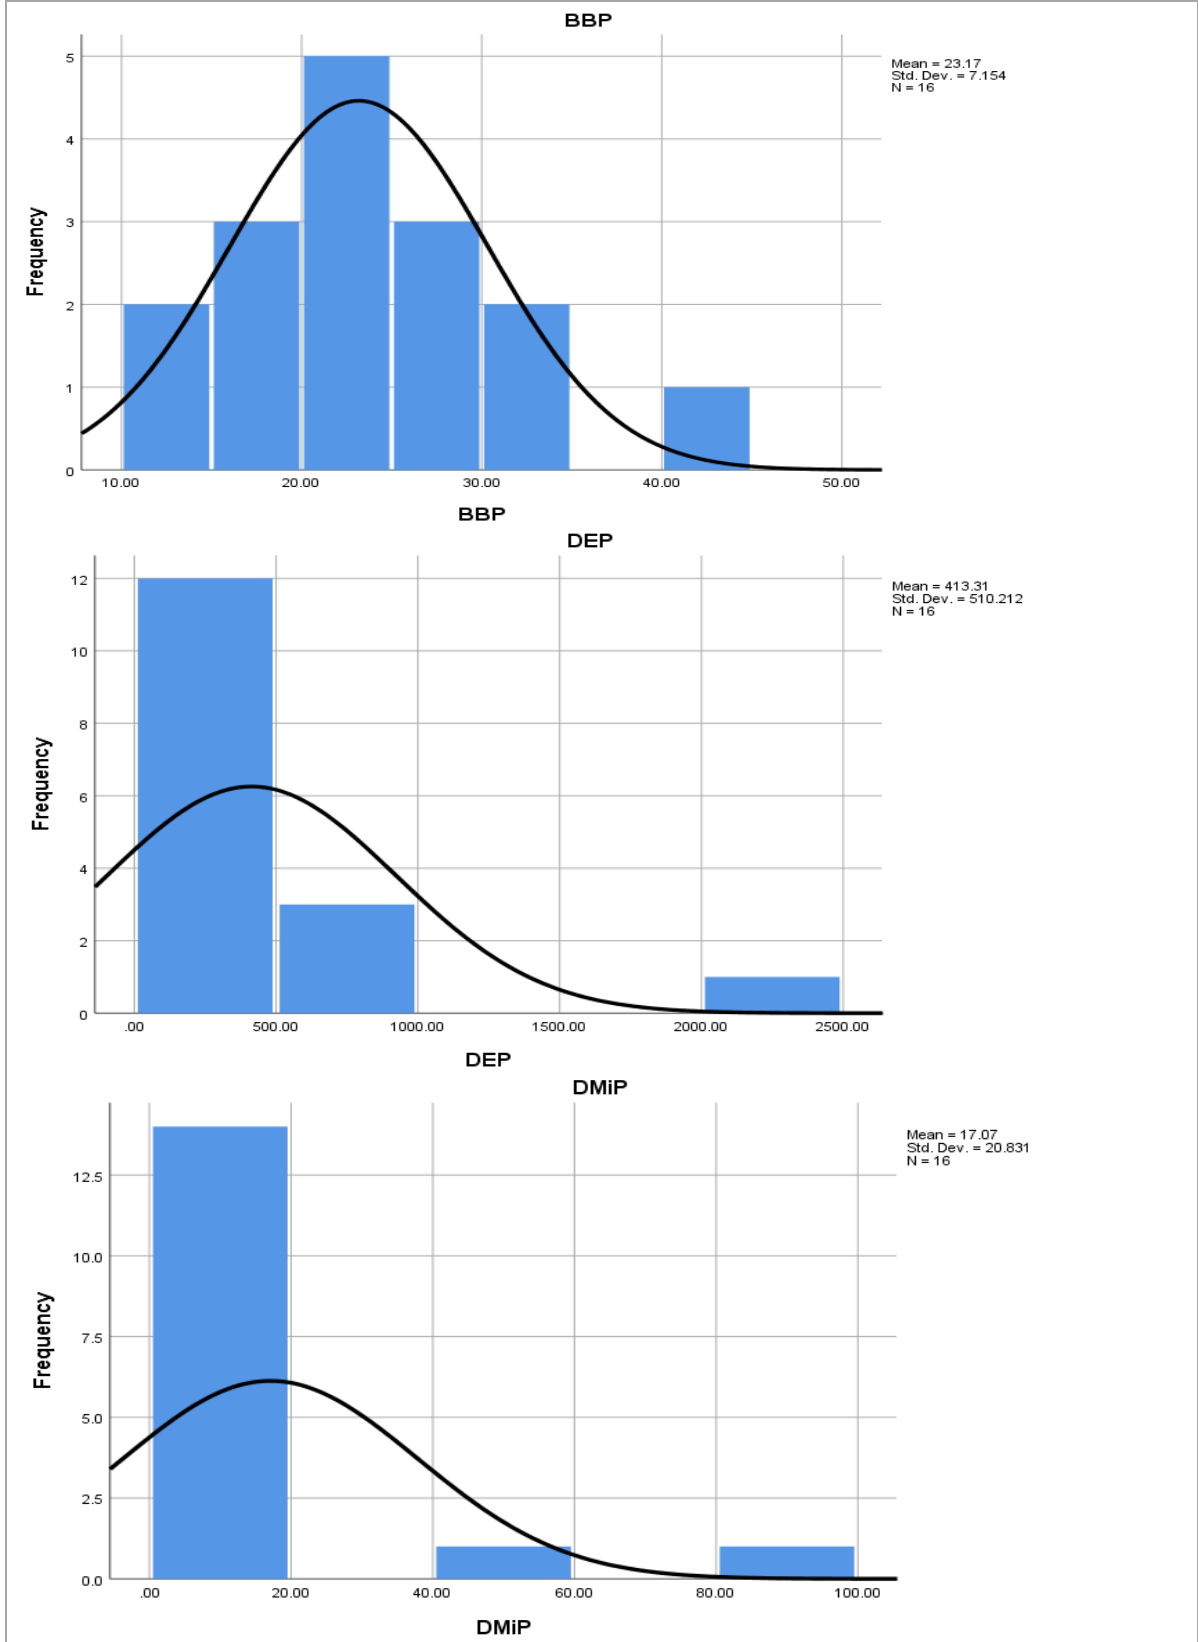 BBP
Mean = 23.17
Std. Dev. = 7.154
N = 16
5
4
3
2
1
0
Frequency
10.00 20.00 30.00 40.00 50.00
BBP
DEP
Mean = 413.31
Std. Dev. = 510.212
N = 16
12
10
8
6
4
2
0
Frequency
.00 500.00 1000.00 1500.00 2000.00 2500.00
DEP
DMiP
Mean = 17.07
Std. Dev. = 20.831
N = 16
12.5
10.0
7.5
5.0
2.5
0.0
Frequency
.00 20.00 40.00 60.00 80.00 100.00
DMiP